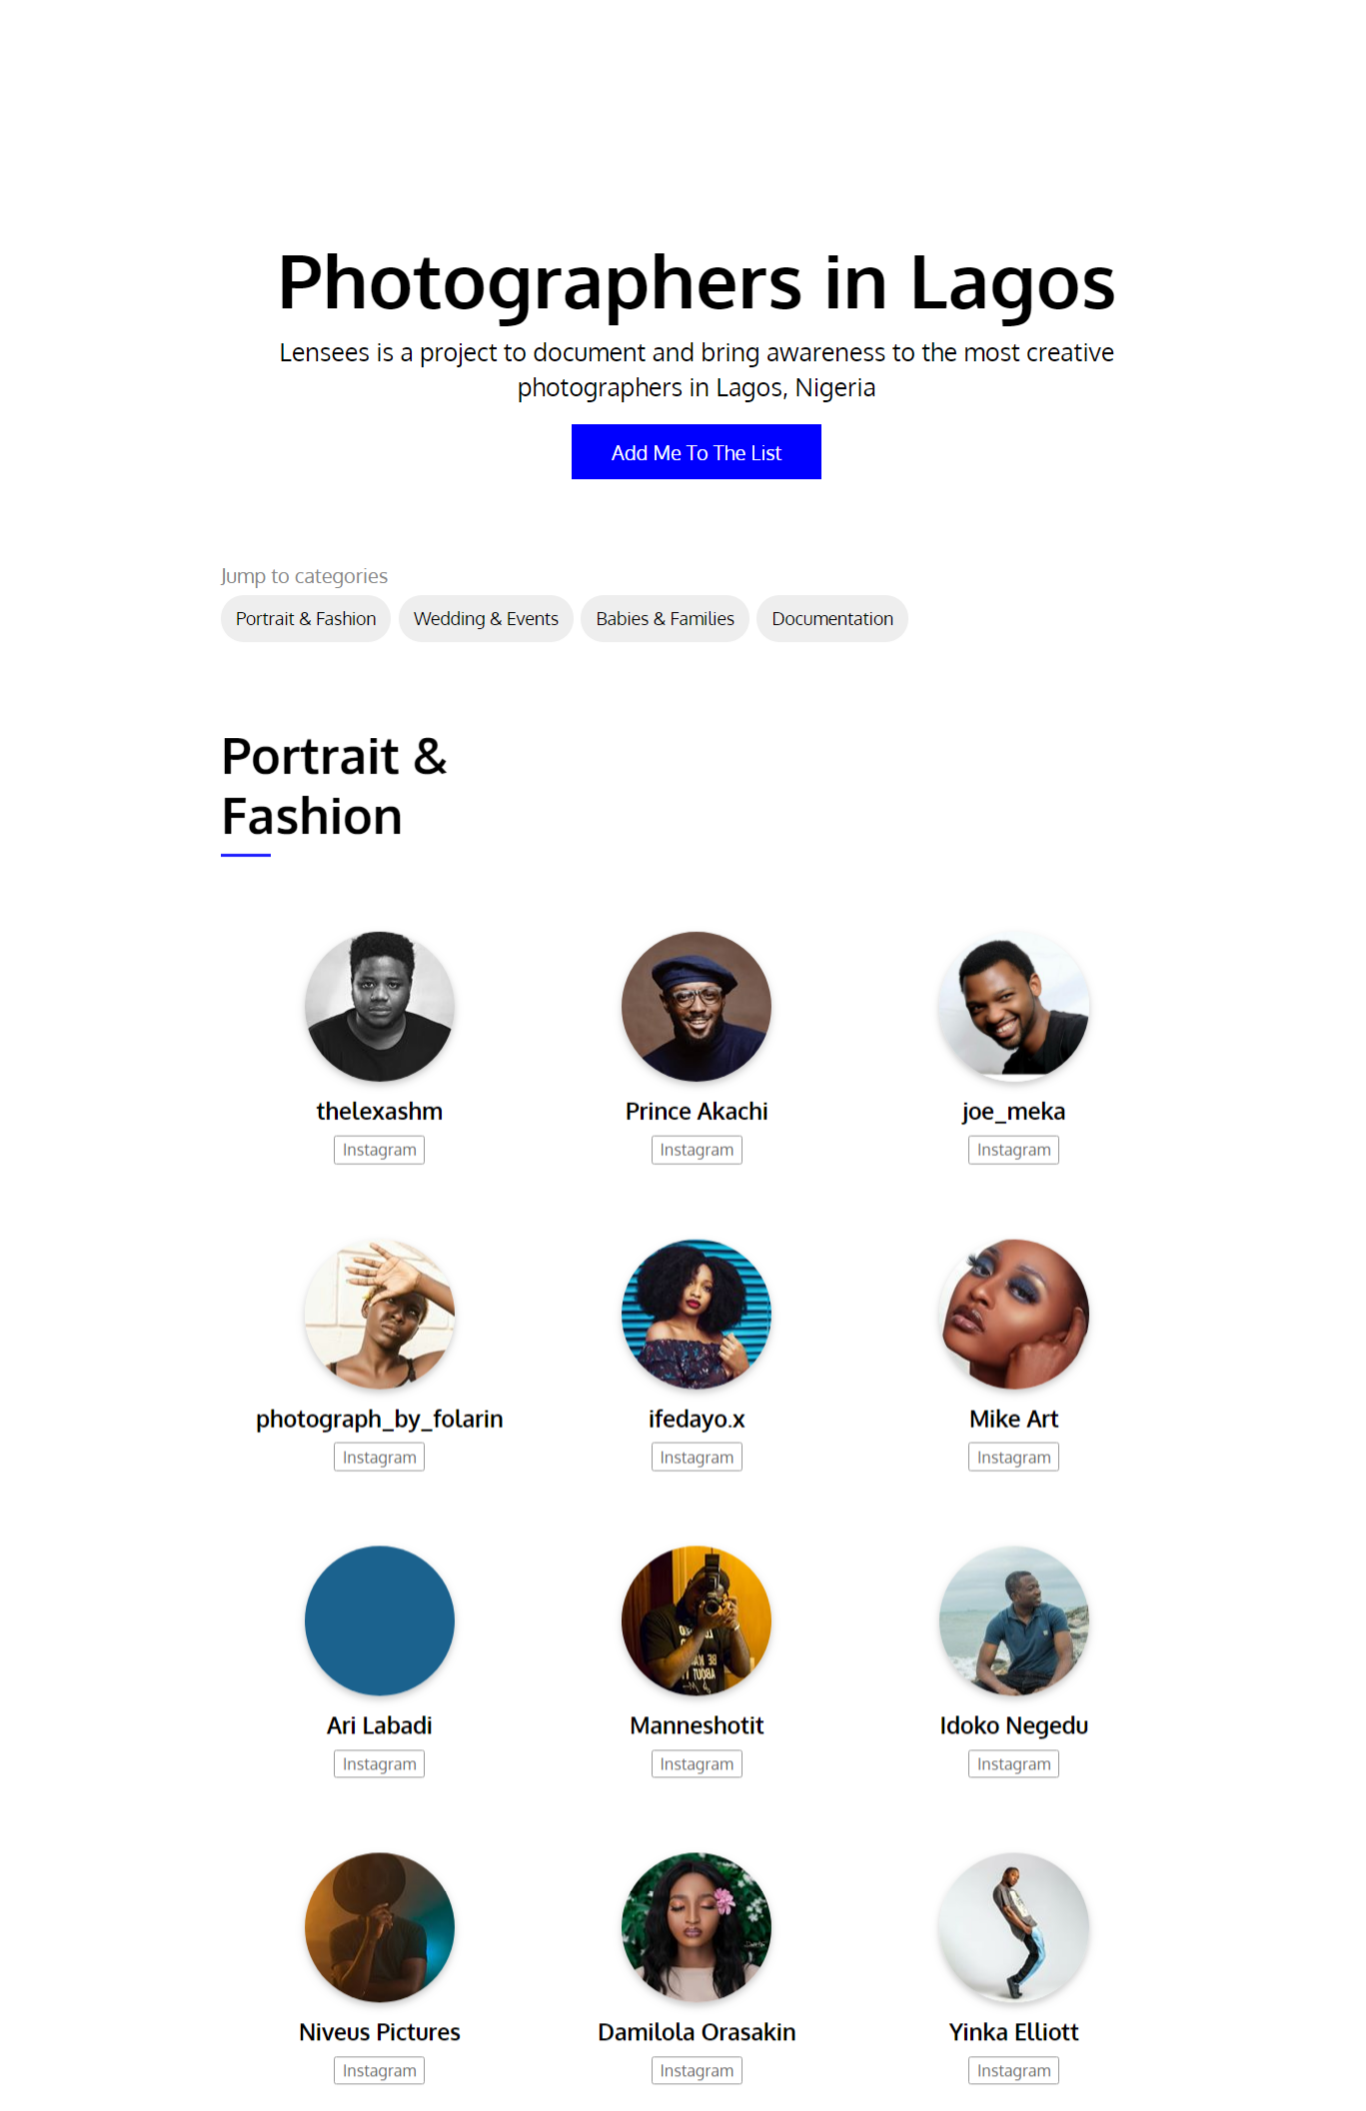 Photographers in Lagos
Lensees is a project to document and bring awareness to the most creative
photographers in Lagos, Nigeria
Add Me To The List
Jump to categories
Portrait & Fashion
Wedding & Events
Babies & Families
Documentation
Portrait &
Fashion
thelexashm
Instagram
Prince Akachi
Instagram
joe_meka
Instagram
photograph_by_folarin
Instagram
ifedayo.x
Instagram
Mike Art
Instagram
Ari Labadi
Instagram
Manneshotit
Instagram
Idoko Negedu
Instagram
Niveus Pictures
Instagram
Damilola Orasakin
Instagram
Yinka Elliott
Instagram